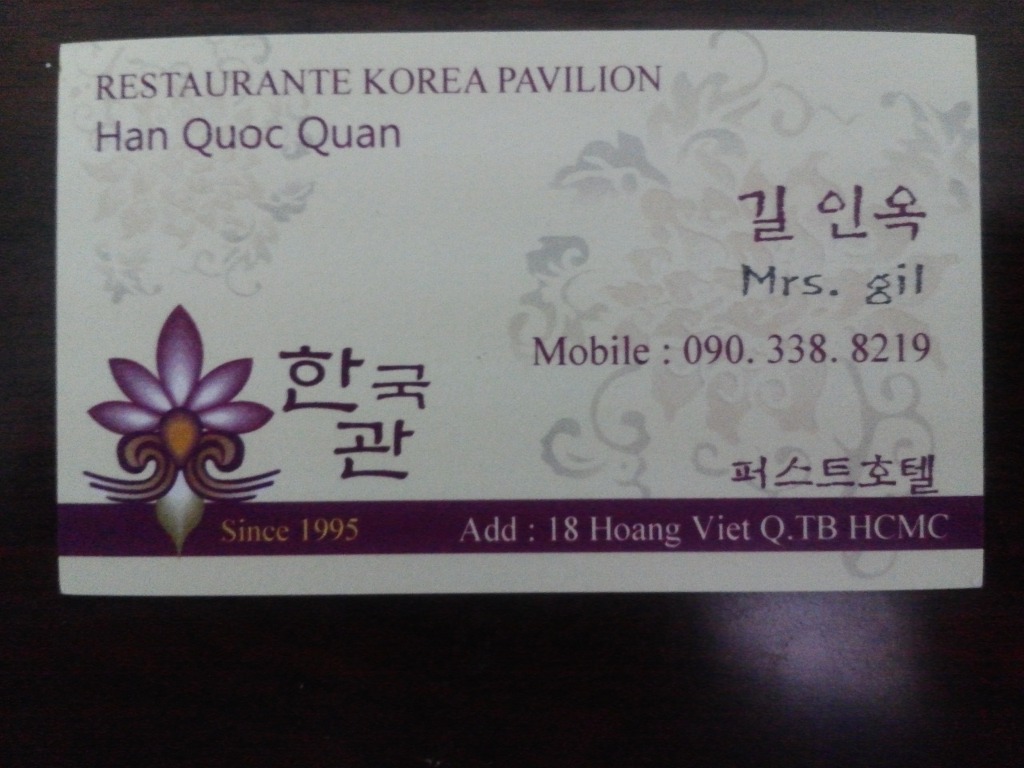 RESTAURANTE KOREA PAVILION
Han Quoc Quan
길 인옥
Mrs. gil
Mobile : 090. 338. 8219
한국
관
퍼스트호텔
Since 1995
Add : 18 Hoang Viet Q.TB HCMC